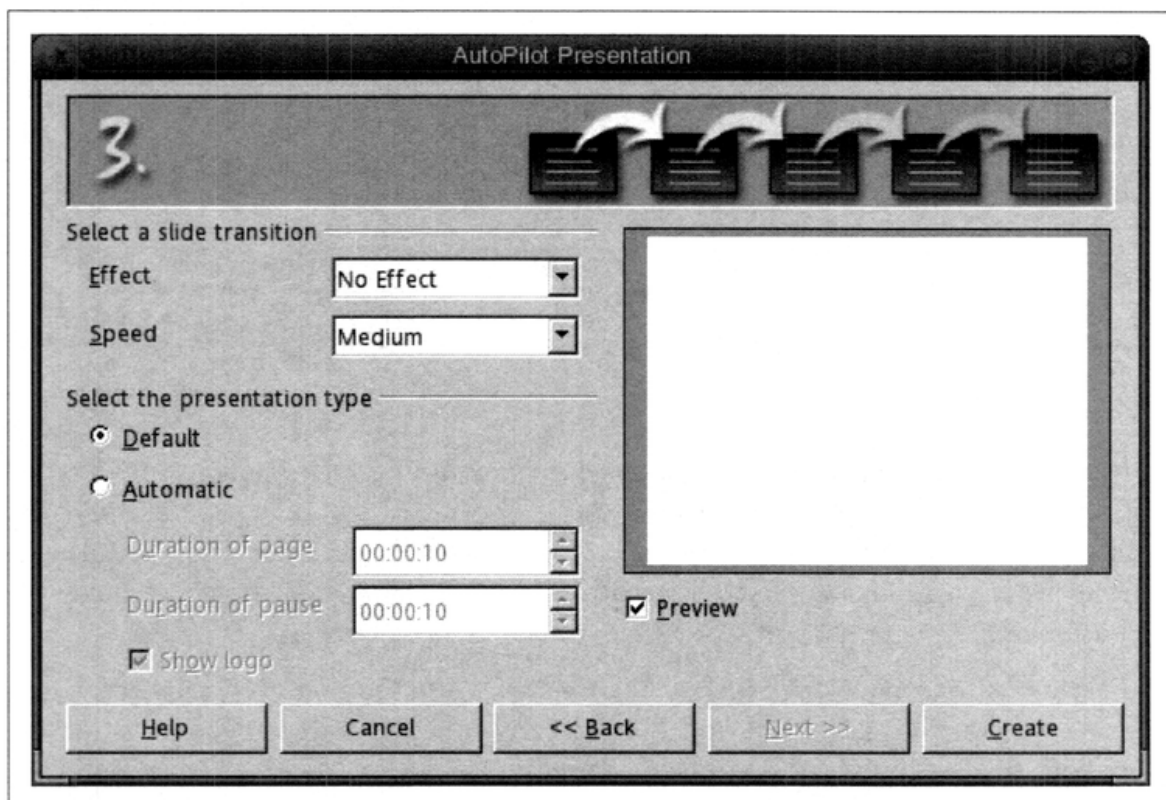 AutoPilot Presentation
3.
Select a slide transition
Effect
No Effect
Speed
Medium
Select the presentation type
Default
Automatic
Duration of page
00:00:10
Duration of pause
00:00:10
Preview
Show logo
Help
Cancel
<< Back
Next >>
Create